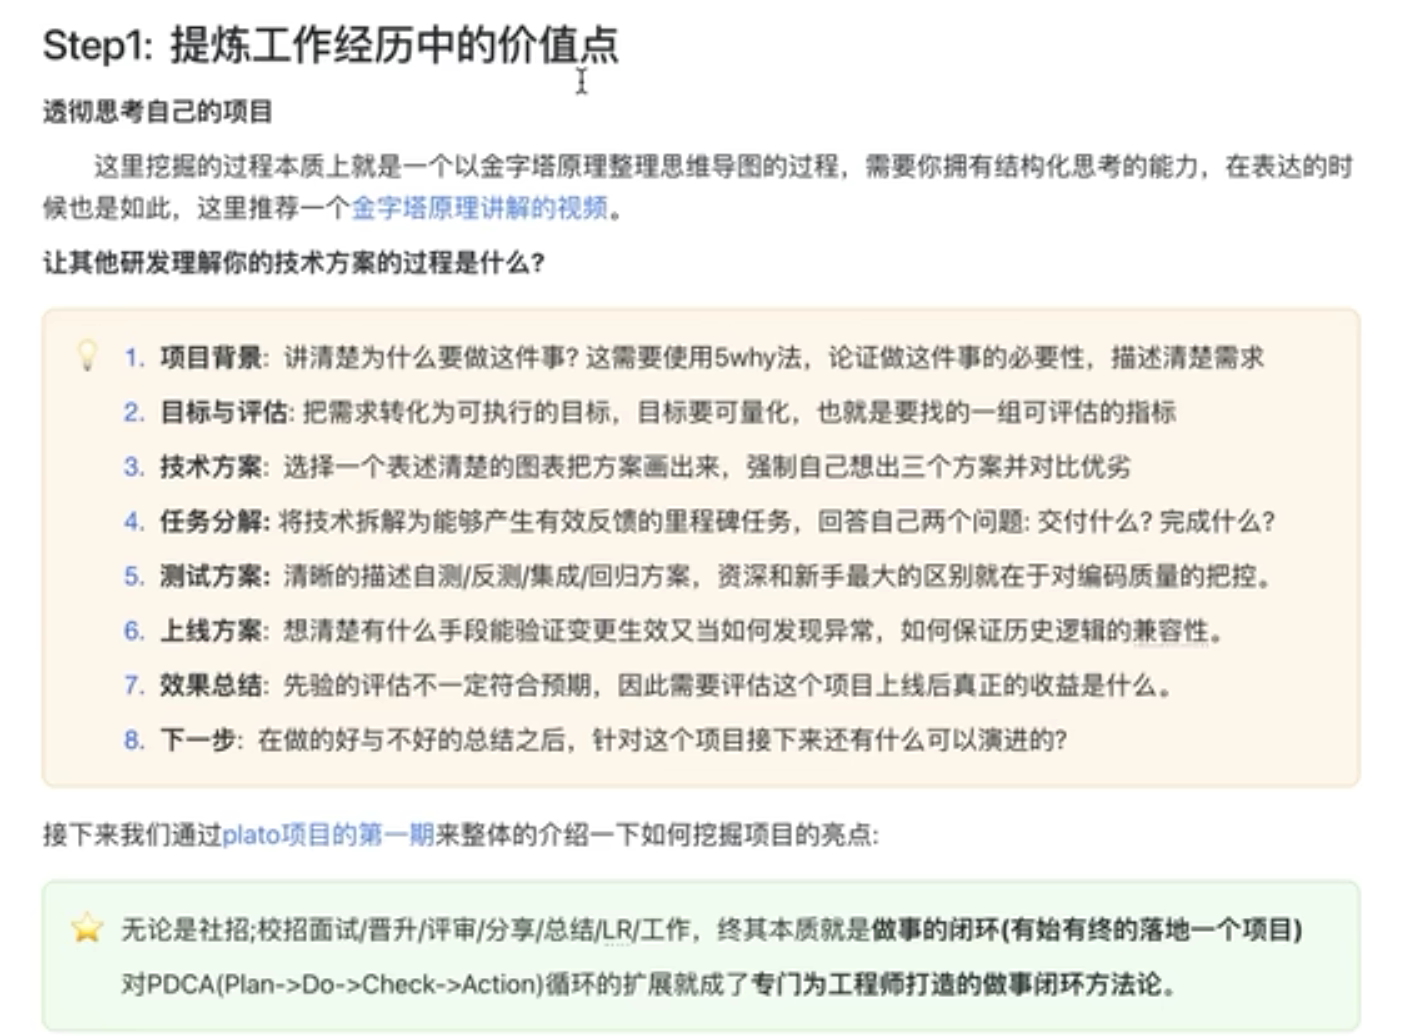 Step1: 提炼工作经历中的价值点
透彻思考自己的项目
这里挖掘的过程本质上就是一个以金字塔原理整理思维导图的过程，需要你拥有结构化思考的能力，在表达的时
候也是如此，这里推荐一个金字塔原理讲解的视频。
让其他研发理解你的技术方案的过程是什么?
1. 项目背景: 讲清楚为什么要做这件事? 这需要使用5why法，论证做这件事的必要性，描述清楚需求
2. 目标与评估: 把需求转化为可执行的目标，目标要可量化，也就是要找的一组可评估的指标
3. 技术方案: 选择一个表述清楚的图表把方案画出来，强制自己想出三个方案并对比优劣
4. 任务分解: 将技术拆解为能够产生有效反馈的里程碑任务，回答自己两个问题: 交付什么? 完成什么?
5. 测试方案: 清晰的描述自测/反测/集成/回归方案，资深和新手最大的区别就在于对编码质量的把控。
6. 上线方案: 想清楚有什么手段能验证变更生效又当如何发现异常，如何保证历史逻辑的兼容性。
7. 效果总结: 先验的评估不一定符合预期，因此需要评估这个项目上线后真正的收益是什么。
8. 下一步: 在做的好与不好的总结之后，针对这个项目接下来还有什么可以演进的?
接下来我们通过plato项目的第一期来整体的介绍一下如何挖掘项目的亮点:
无论是社招;校招面试/晋升/评审/分享/总结/LR/工作，终其本质就是做事的闭环(有始有终的落地一个项目)
对PDCA(Plan->Do->Check->Action)循环的扩展就成了专门为工程师打造的做事闭环方法论。